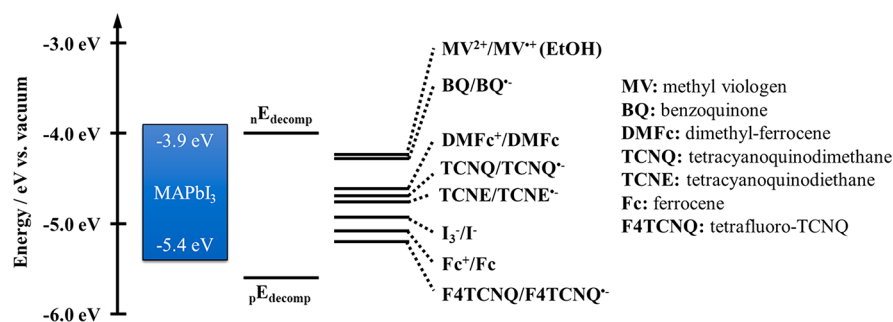 Energy / eV vs. vacuum
-3.0 eV
-4.0 eV
-5.0 eV
-6.0 eV
-3.9 eV
MAPbI₃
-5.4 eV
ₙE_decomp
ₚE_decomp
MV²⁺/MV•⁺ (EtOH)
BQ/BQ•⁻
DMFc⁺/DMFc
TCNQ/TCNQ•⁻
TCNE/TCNE•⁻
I₃⁻/I⁻
Fc⁺/Fc
F4TCNQ/F4TCNQ•⁻
MV: methyl viologen
BQ: benzoquinone
DMFc: dimethyl-ferrocene
TCNQ: tetracyanoquinodimethane
TCNE: tetracyanoquinodiethane
Fc: ferrocene
F4TCNQ: tetrafluoro-TCNQ